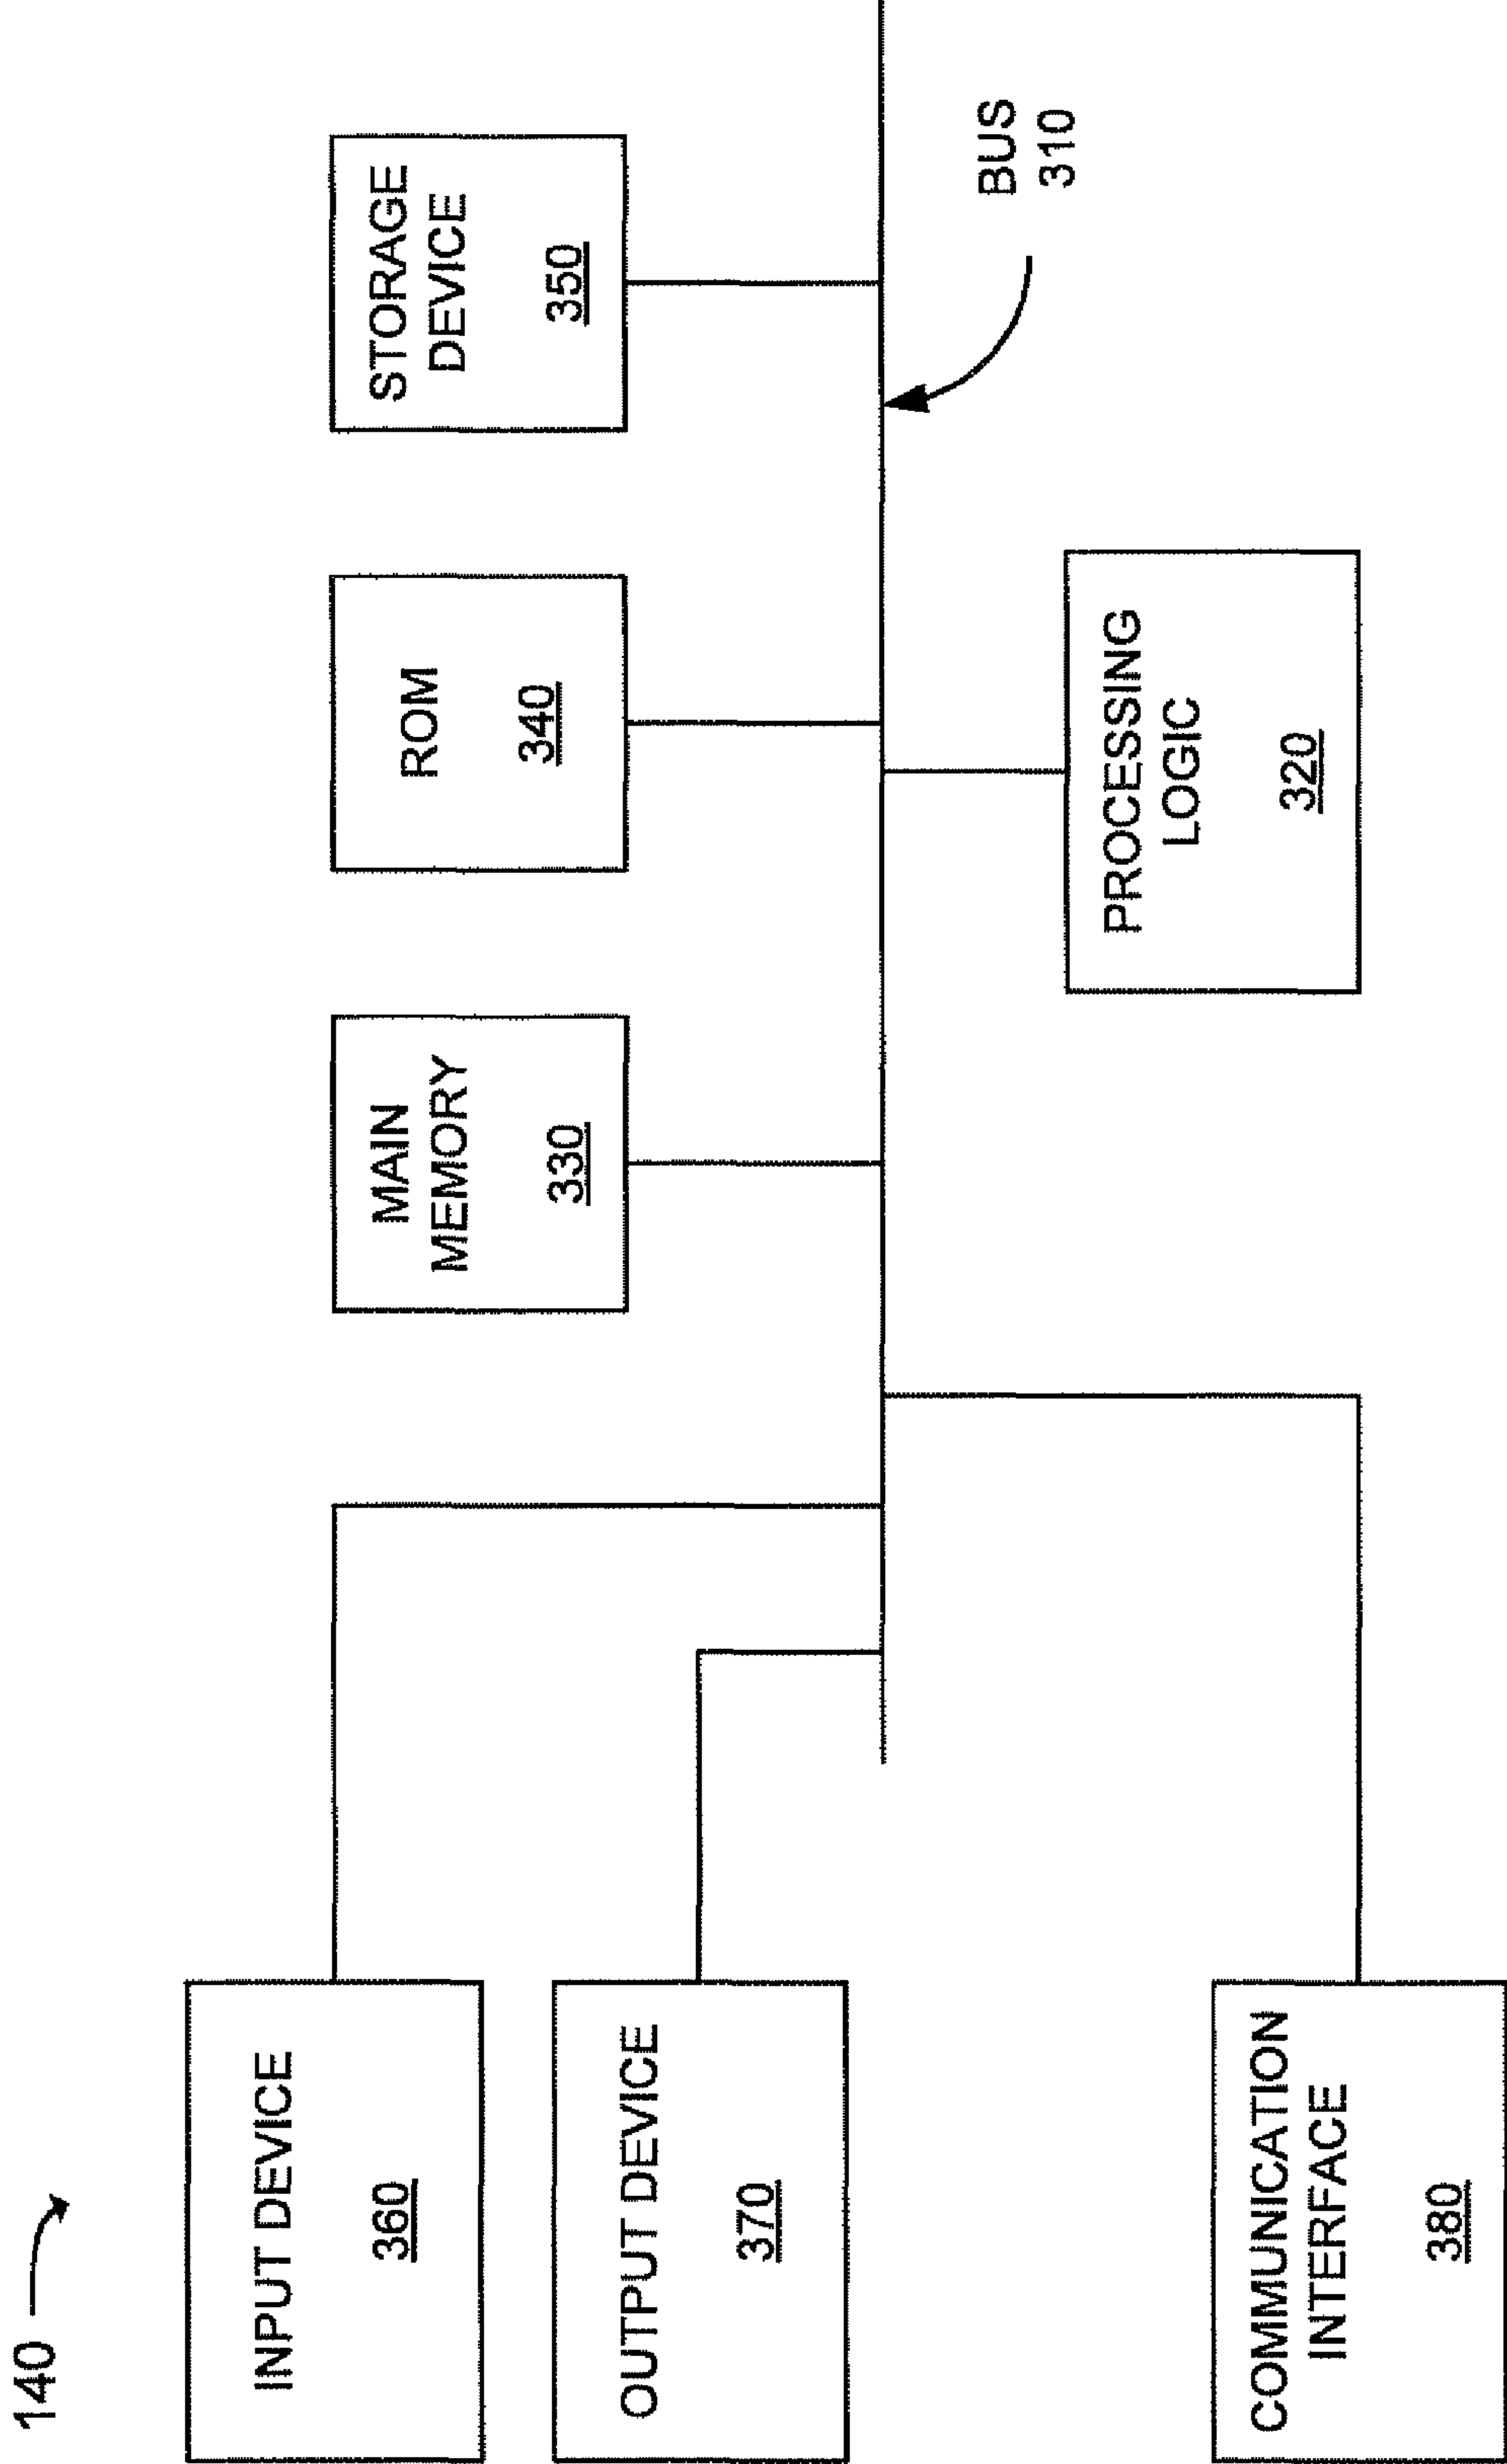 140
INPUT DEVICE
360
OUTPUT DEVICE
370
COMMUNICATION
INTERFACE
380
MAIN
MEMORY
330
ROM
340
STORAGE
DEVICE
350
PROCESSING
LOGIC
320
BUS
310